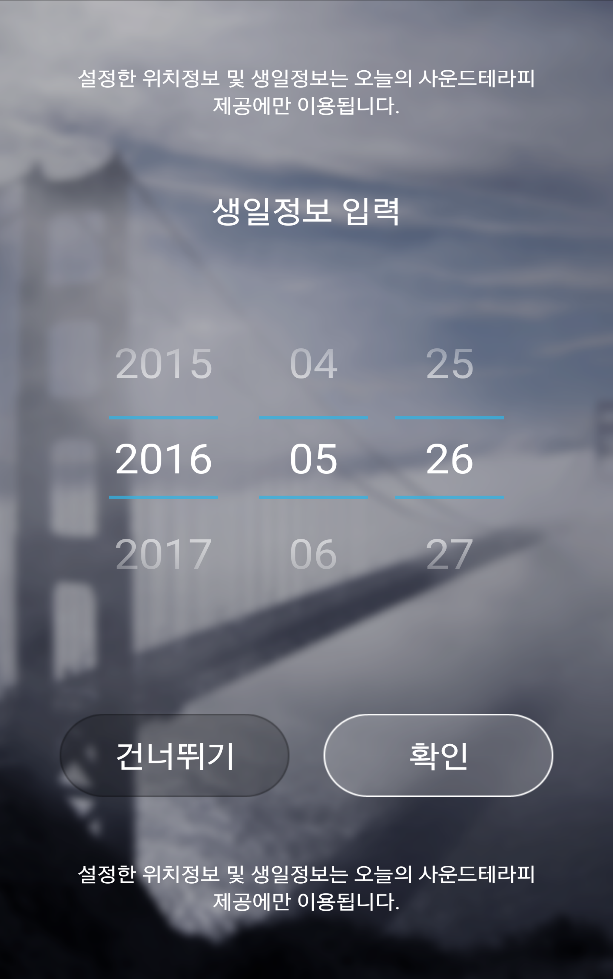 설정한 위치정보 및 생일정보는 오늘의 사운드테라피
제공에만 이용됩니다.
생일정보 입력
2015 04 25
2016 05 26
2017 06 27
건너뛰기 확인
설정한 위치정보 및 생일정보는 오늘의 사운드테라피
제공에만 이용됩니다.